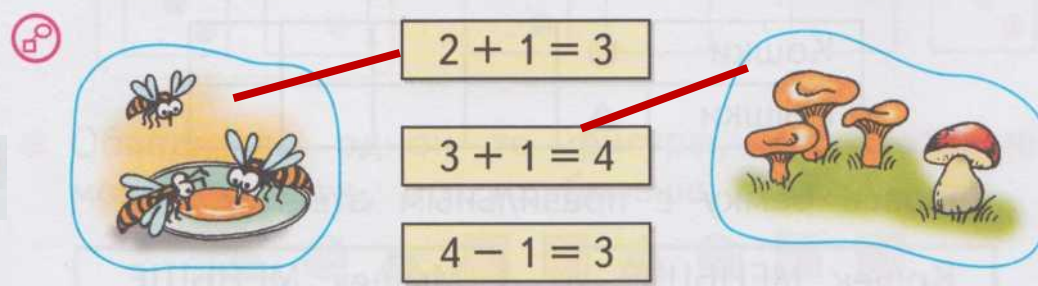 2 + 1 = 3
3 + 1 = 4
4 − 1 = 3